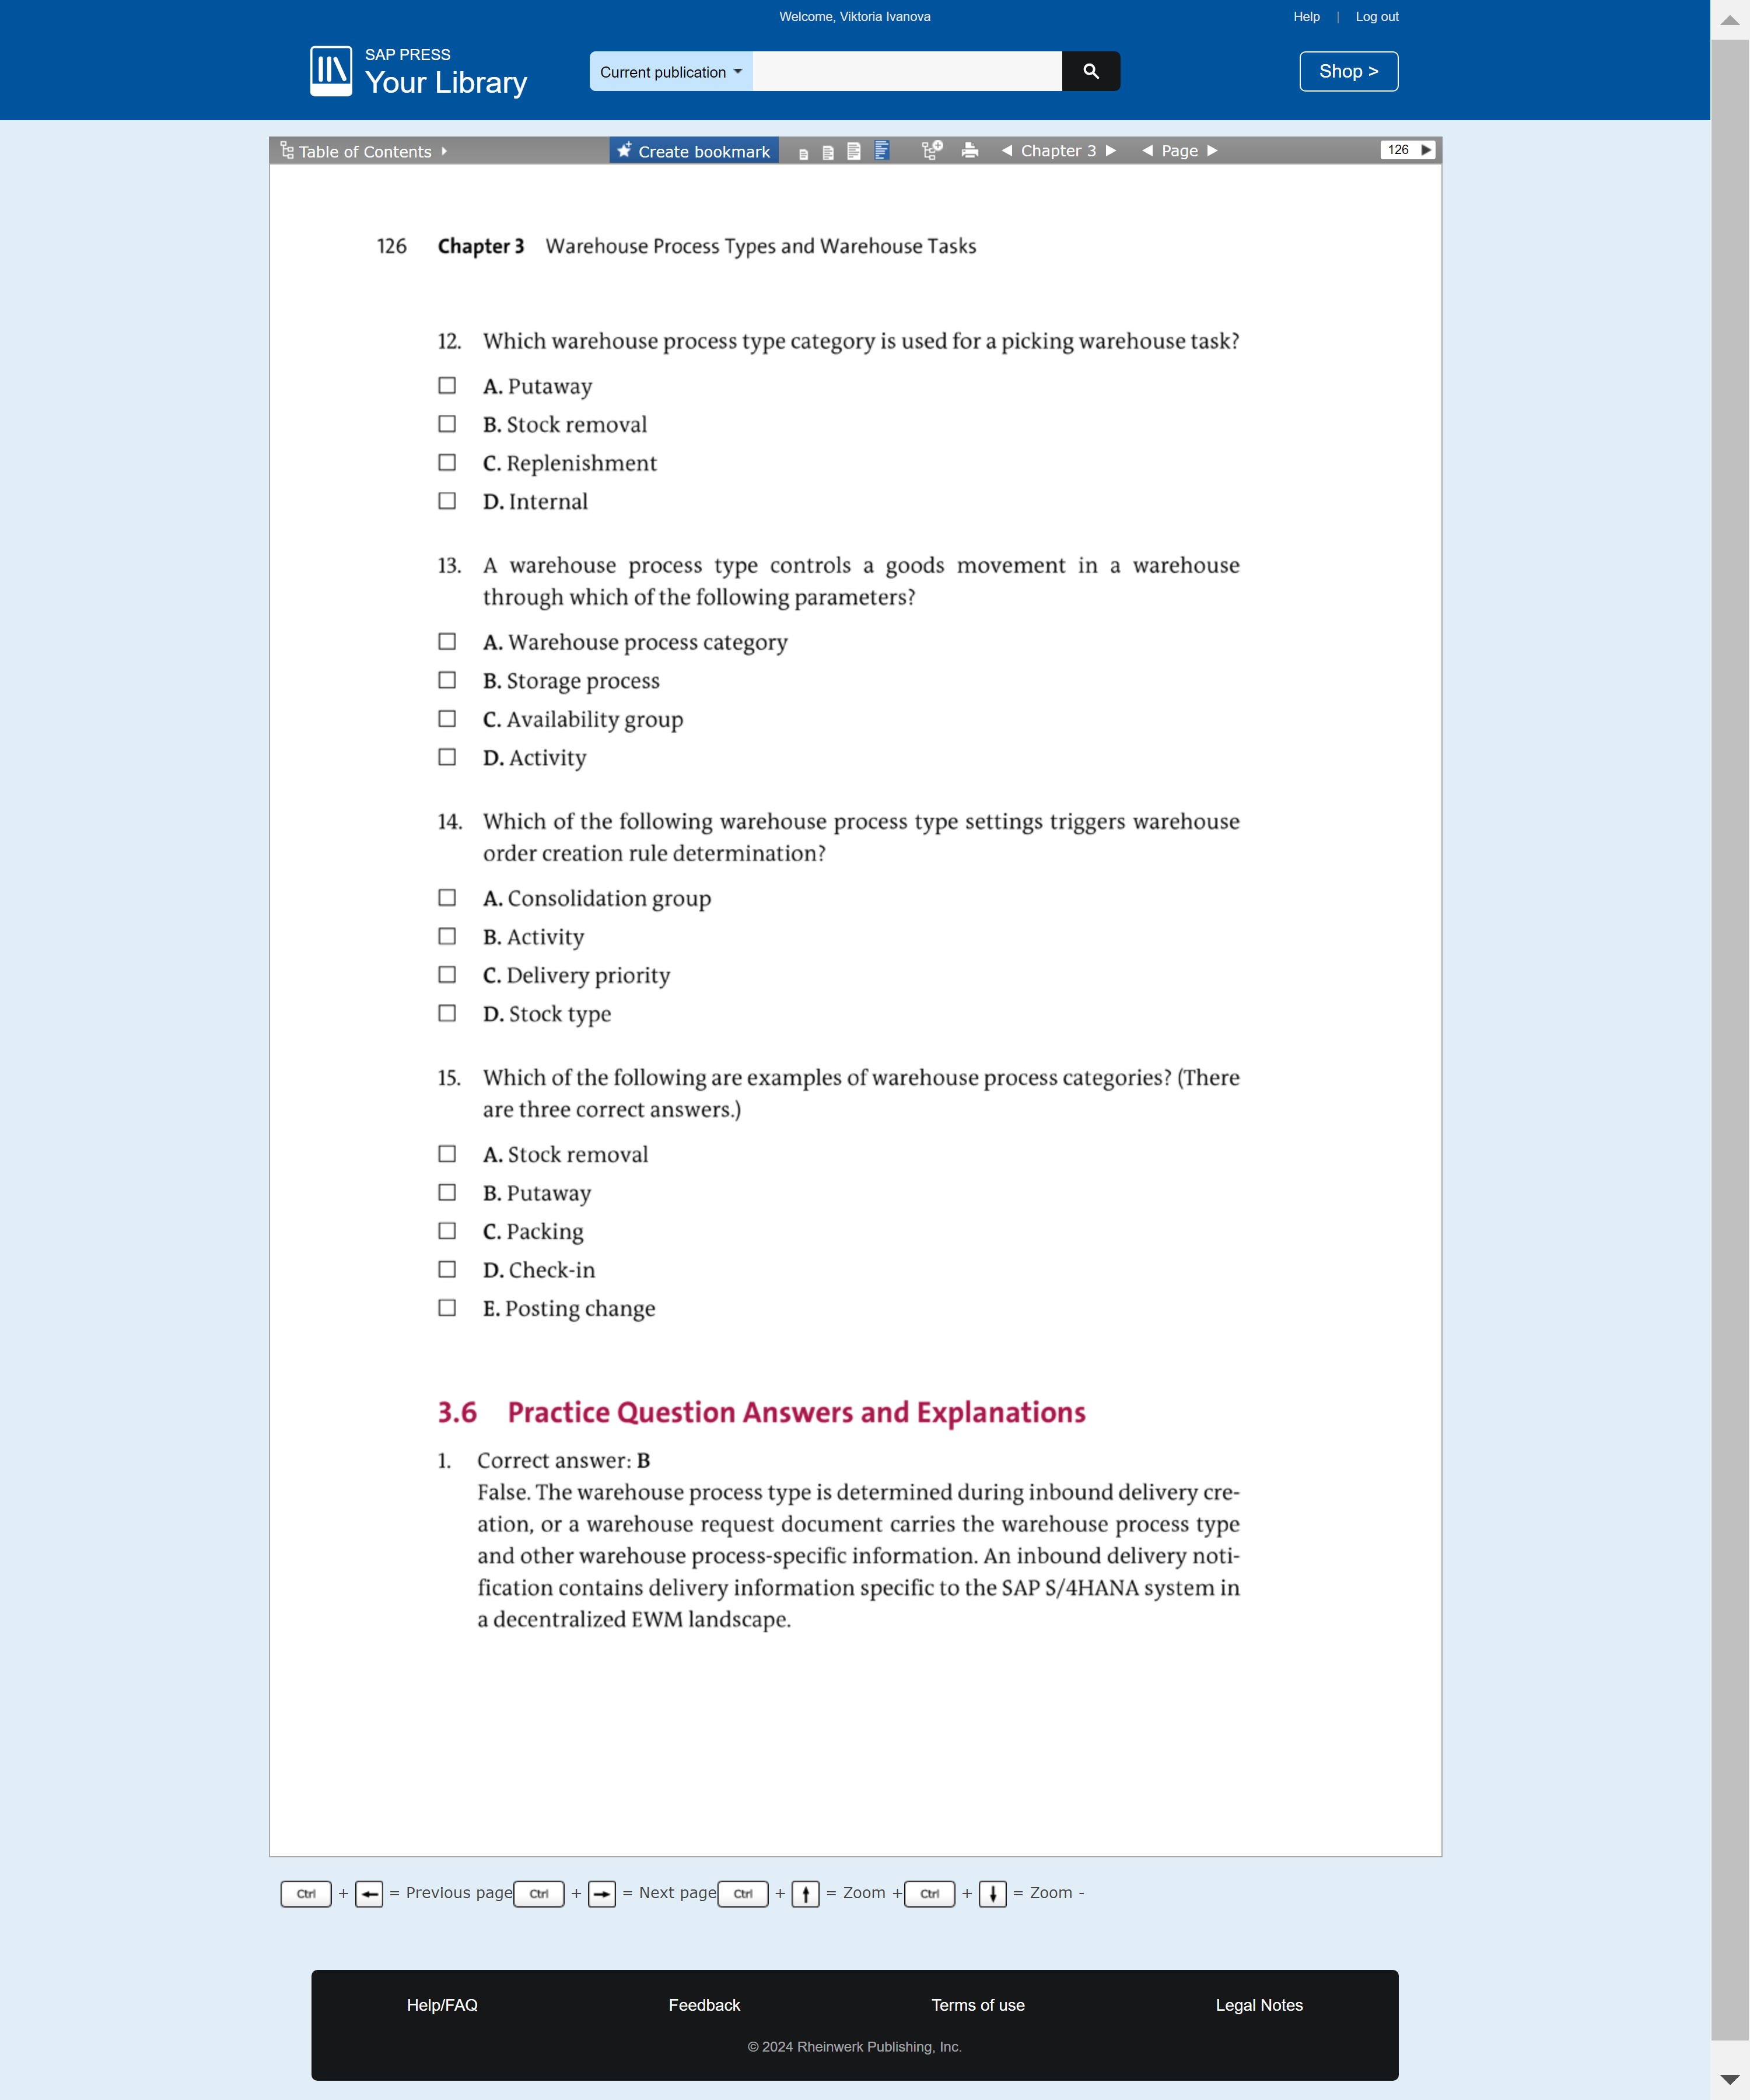 Welcome, Viktoria Ivanova
Help | Log out
SAP PRESS
Your Library
Current publication
Shop >
Table of Contents
Create bookmark
Chapter 3
Page
126
126 Chapter 3 Warehouse Process Types and Warehouse Tasks
12. Which warehouse process type category is used for a picking warehouse task?
A. Putaway
B. Stock removal
C. Replenishment
D. Internal
13. A warehouse process type controls a goods movement in a warehouse
through which of the following parameters?
A. Warehouse process category
B. Storage process
C. Availability group
D. Activity
14. Which of the following warehouse process type settings triggers warehouse
order creation rule determination?
A. Consolidation group
B. Activity
C. Delivery priority
D. Stock type
15. Which of the following are examples of warehouse process categories? (There
are three correct answers.)
A. Stock removal
B. Putaway
C. Packing
D. Check-in
E. Posting change
3.6 Practice Question Answers and Explanations
1. Correct answer: B
False. The warehouse process type is determined during inbound delivery cre-
ation, or a warehouse request document carries the warehouse process type
and other warehouse process-specific information. An inbound delivery noti-
fication contains delivery information specific to the SAP S/4HANA system in
a decentralized EWM landscape.
Ctrl + ← = Previous page Ctrl + → = Next page Ctrl + ↑ = Zoom + Ctrl + ↓ = Zoom -
Help/FAQ
Feedback
Terms of use
Legal Notes
© 2024 Rheinwerk Publishing, Inc.